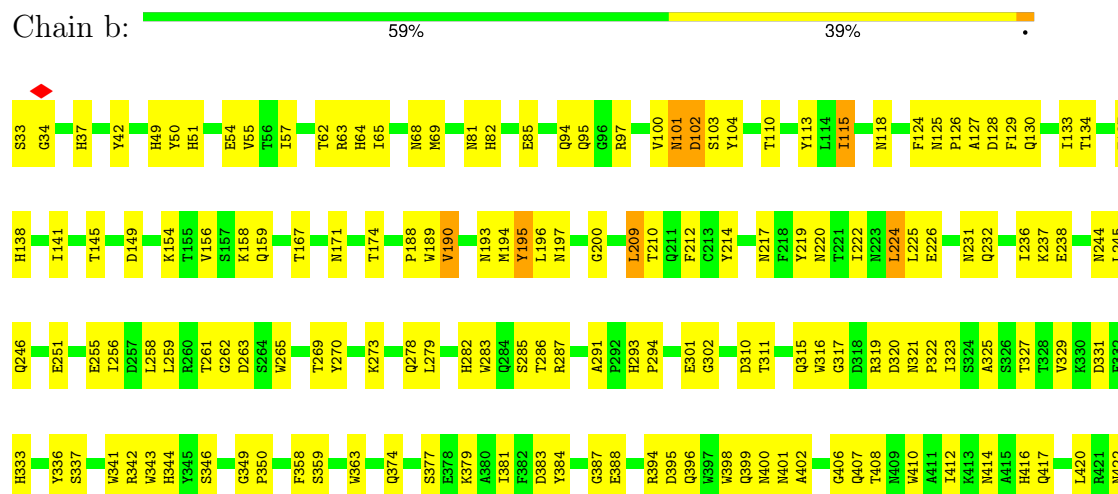 Chain b:
59% 39% •
S33 G34 H37 Y42 H49 Y50 H51 E54 V55 T56 I57 T62 R63 H64 I65 N68 M69 N81 H82 E85 Q94 Q95 G96 R97 V100 N101 D102 S103 Y104 T110 Y113 L114 I115 N118 F124 N125 P126 A127 D128 F129 Q130 I133 T134
H138 I141 T145 D149 K154 T155 V156 S157 K158 Q159 T167 N171 T174 P188 W189 V190 N193 M194 Y195 L196 N197 G200 L209 T210 Q211 F212 C213 Y214 N217 F218 Y219 N220 T221 I222 N223 L224 L225 E226 N231 Q232 I236 K237 E238 N244 L245
Q246 E251 E255 I256 D257 L258 L259 R260 T261 G262 D263 S264 W265 T269 Y270 K273 Q278 L279 H282 W283 Q284 S285 T286 R287 A291 P292 H293 P294 E301 G302 D310 T311 Q315 W316 G317 D318 R319 D320 N321 P322 I323 S324 A325 S326 T327 T328 V329 K330 D331
H333 Y336 S337 W341 R342 W343 H344 Y345 S346 G349 P350 F358 S359 W363 Q374 S377 E378 K379 A380 I381 F382 D383 Y384 G387 E388 R394 D395 Q396 W397 W398 Q399 N400 N401 A402 G406 Q407 T408 N409 W410 A411 I412 K413 N414 A415 H416 Q417 L420 R421